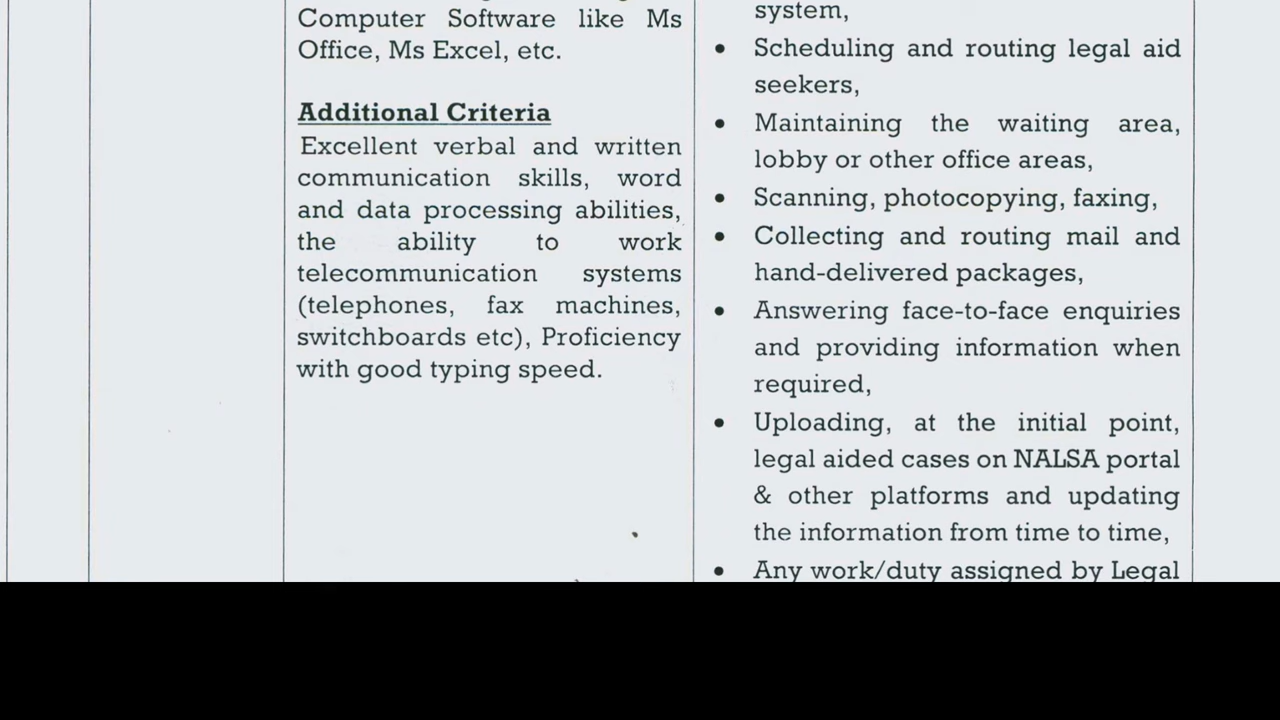 Computer Software like Ms
Office, Ms Excel, etc.
Additional Criteria
Excellent verbal and written
communication skills, word
and data processing abilities,
the ability to work
telecommunication systems
(telephones, fax machines,
switchboards etc), Proficiency
with good typing speed.
system,
• Scheduling and routing legal aid
seekers,
• Maintaining the waiting area,
lobby or other office areas,
• Scanning, photocopying, faxing,
• Collecting and routing mail and
hand-delivered packages,
• Answering face-to-face enquiries
and providing information when
required,
• Uploading, at the initial point,
legal aided cases on NALSA portal
& other platforms and updating
the information from time to time,
• Any work/duty assigned by Legal